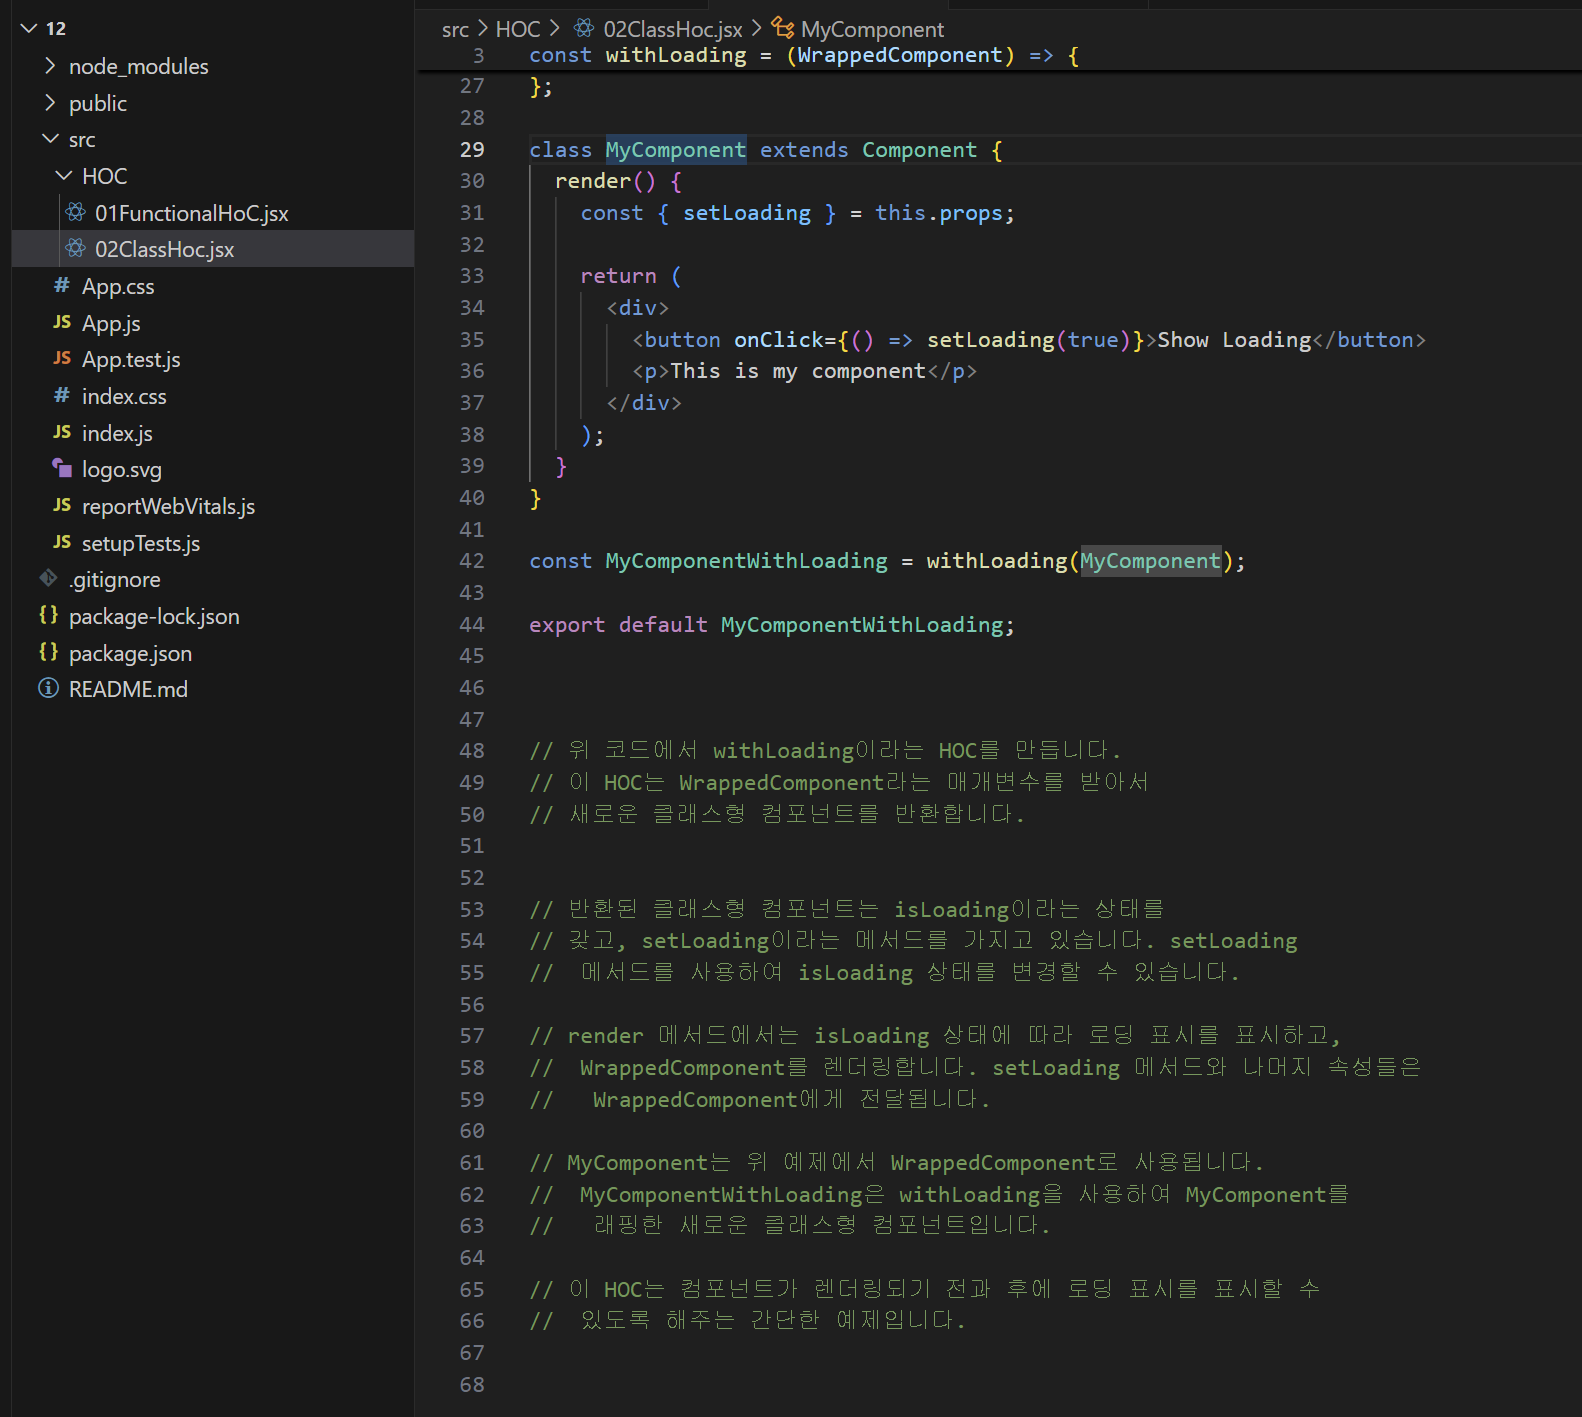 12
node_modules
public
src
HOC
01FunctionalHoC.jsx
02ClassHoc.jsx
App.css
App.js
App.test.js
index.css
index.js
logo.svg
reportWebVitals.js
setupTests.js
.gitignore
package-lock.json
package.json
README.md
src > HOC > 02ClassHoc.jsx > MyComponent
3 const withLoading = (WrappedComponent) => {
27 };
28
29 class MyComponent extends Component {
30 render() {
31 const { setLoading } = this.props;
32
33 return (
34 <div>
35 <button onClick={() => setLoading(true)}>Show Loading</button>
36 <p>This is my component</p>
37 </div>
38 );
39 }
40 }
41
42 const MyComponentWithLoading = withLoading(MyComponent);
43
44 export default MyComponentWithLoading;
45
46
47
48 // 위 코드에서 withLoading이라는 HOC를 만듭니다.
49 // 이 HOC는 WrappedComponent라는 매개변수를 받아서
50 // 새로운 클래스형 컴포넌트를 반환합니다.
51
52
53 // 반환된 클래스형 컴포넌트는 isLoading이라는 상태를
54 // 갖고, setLoading이라는 메서드를 가지고 있습니다. setLoading
55 // 메서드를 사용하여 isLoading 상태를 변경할 수 있습니다.
56
57 // render 메서드에서는 isLoading 상태에 따라 로딩 표시를 표시하고,
58 // WrappedComponent를 렌더링합니다. setLoading 메서드와 나머지 속성들은
59 // WrappedComponent에게 전달됩니다.
60
61 // MyComponent는 위 예제에서 WrappedComponent로 사용됩니다.
62 // MyComponentWithLoading은 withLoading을 사용하여 MyComponent를
63 // 래핑한 새로운 클래스형 컴포넌트입니다.
64
65 // 이 HOC는 컴포넌트가 렌더링되기 전과 후에 로딩 표시를 표시할 수
66 // 있도록 해주는 간단한 예제입니다.
67
68